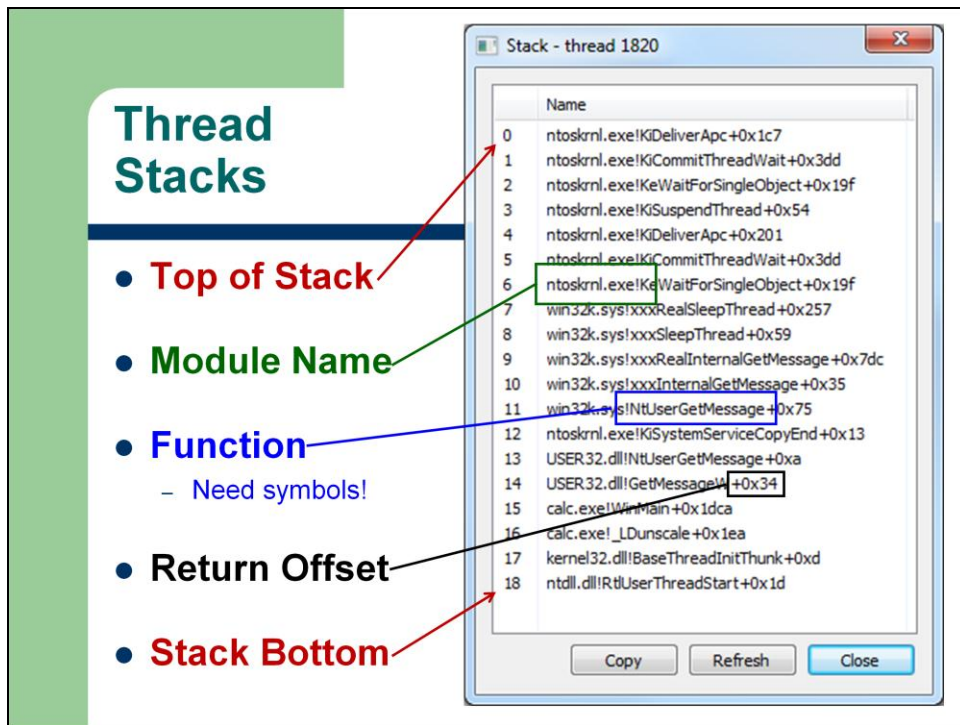 Thread
Stacks
• Top of Stack
• Module Name
• Function
– Need symbols!
• Return Offset
• Stack Bottom
Stack - thread 1820
Name
0 ntoskrnl.exe!KiDeliverApc+0x1c7
1 ntoskrnl.exe!KiCommitThreadWait+0x3dd
2 ntoskrnl.exe!KeWaitForSingleObject+0x19f
3 ntoskrnl.exe!KiSuspendThread+0x54
4 ntoskrnl.exe!KiDeliverApc+0x201
5 ntoskrnl.exe!KiCommitThreadWait+0x3dd
6 ntoskrnl.exe!KeWaitForSingleObject+0x19f
7 win32k.sys!xxxRealSleepThread+0x257
8 win32k.sys!xxxSleepThread+0x59
9 win32k.sys!xxxRealInternalGetMessage+0x7dc
10 win32k.sys!xxxInternalGetMessage+0x35
11 win32k.sys!NtUserGetMessage+0x75
12 ntoskrnl.exe!KiSystemServiceCopyEnd+0x13
13 USER32.dll!NtUserGetMessage+0xa
14 USER32.dll!GetMessageW+0x34
15 calc.exe!WinMain+0x1dca
16 calc.exe!_LDunscale+0x1ea
17 kernel32.dll!BaseThreadInitThunk+0xd
18 ntdll.dll!RtlUserThreadStart+0x1d
Copy Refresh Close